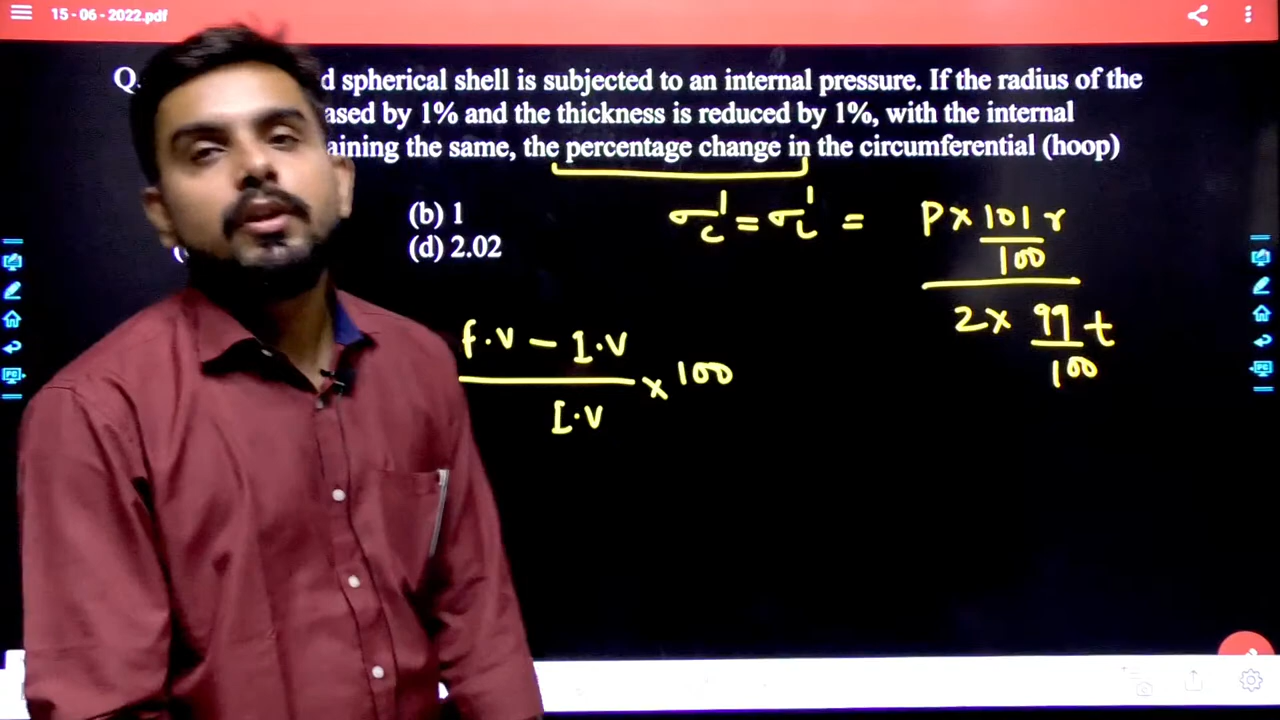 15 - 06 - 2022.pdf
Q. d spherical shell is subjected to an internal pressure. If the radius of the
ased by 1% and the thickness is reduced by 1%, with the internal
aining the same, the percentage change in the circumferential (hoop)
(b) 1
(d) 2.02
σc' = σL' = P × 101 r / 100
2 × 99 t / 100
f.v - I.v / I.v × 100